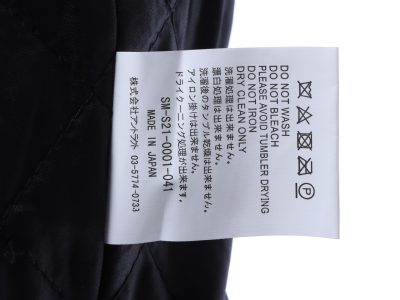 DO NOT WASH
DO NOT BLEACH
PLEASE AVOID TUMBLER DRYING
DO NOT IRON
DRY CLEAN ONLY
洗濯処理は出来ません。
漂白処理は出来ません。
洗濯後のタンブル乾燥は出来ません。
アイロン掛けは出来ません。
ドライクーリング処理が出来ます。
SM-S21-0001-041
MADE IN JAPAN
株式会社アントラクト 03-5774-0733